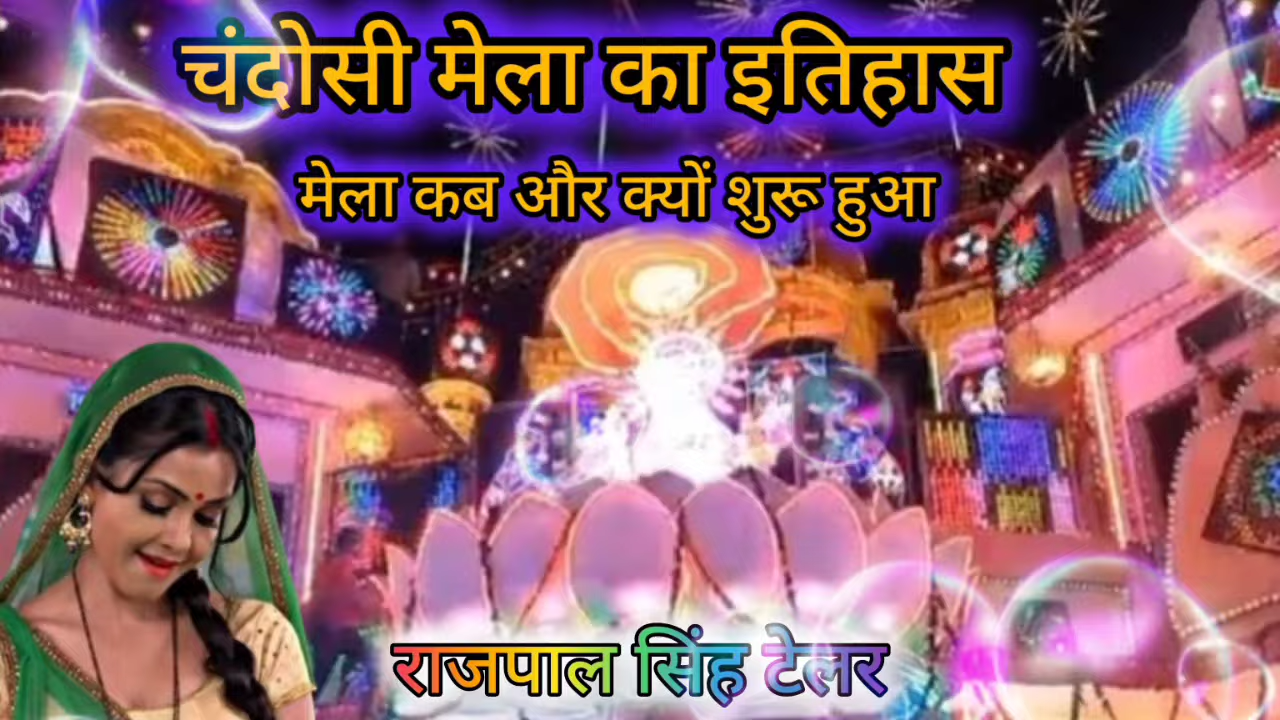 चंदोसी मेला का इतिहास
मेला कब और क्यों शुरू हुआ
राजपाल सिंह टेलर